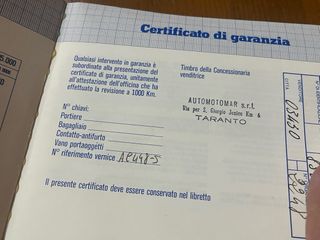 Certificato di garanzia
Qualsiasi intervento in garanzia è
subordinato alla presentazione del
certificato di garanzia, unitamente
all'attestazione dell'officina che ha
effettuato la revisione a 1000 Km.
Timbro della Concessionaria
venditrice
AUTOMOTOMAR s.r.l.
Via per S. Giorgio Jonico Km 6
TARANTO
N° chiavi:
Portiere
Bagagliaio
Contatto-antifurto
Vano portaoggetti
N° riferimento vernice
Il presente certificato deve essere conservato nel libretto